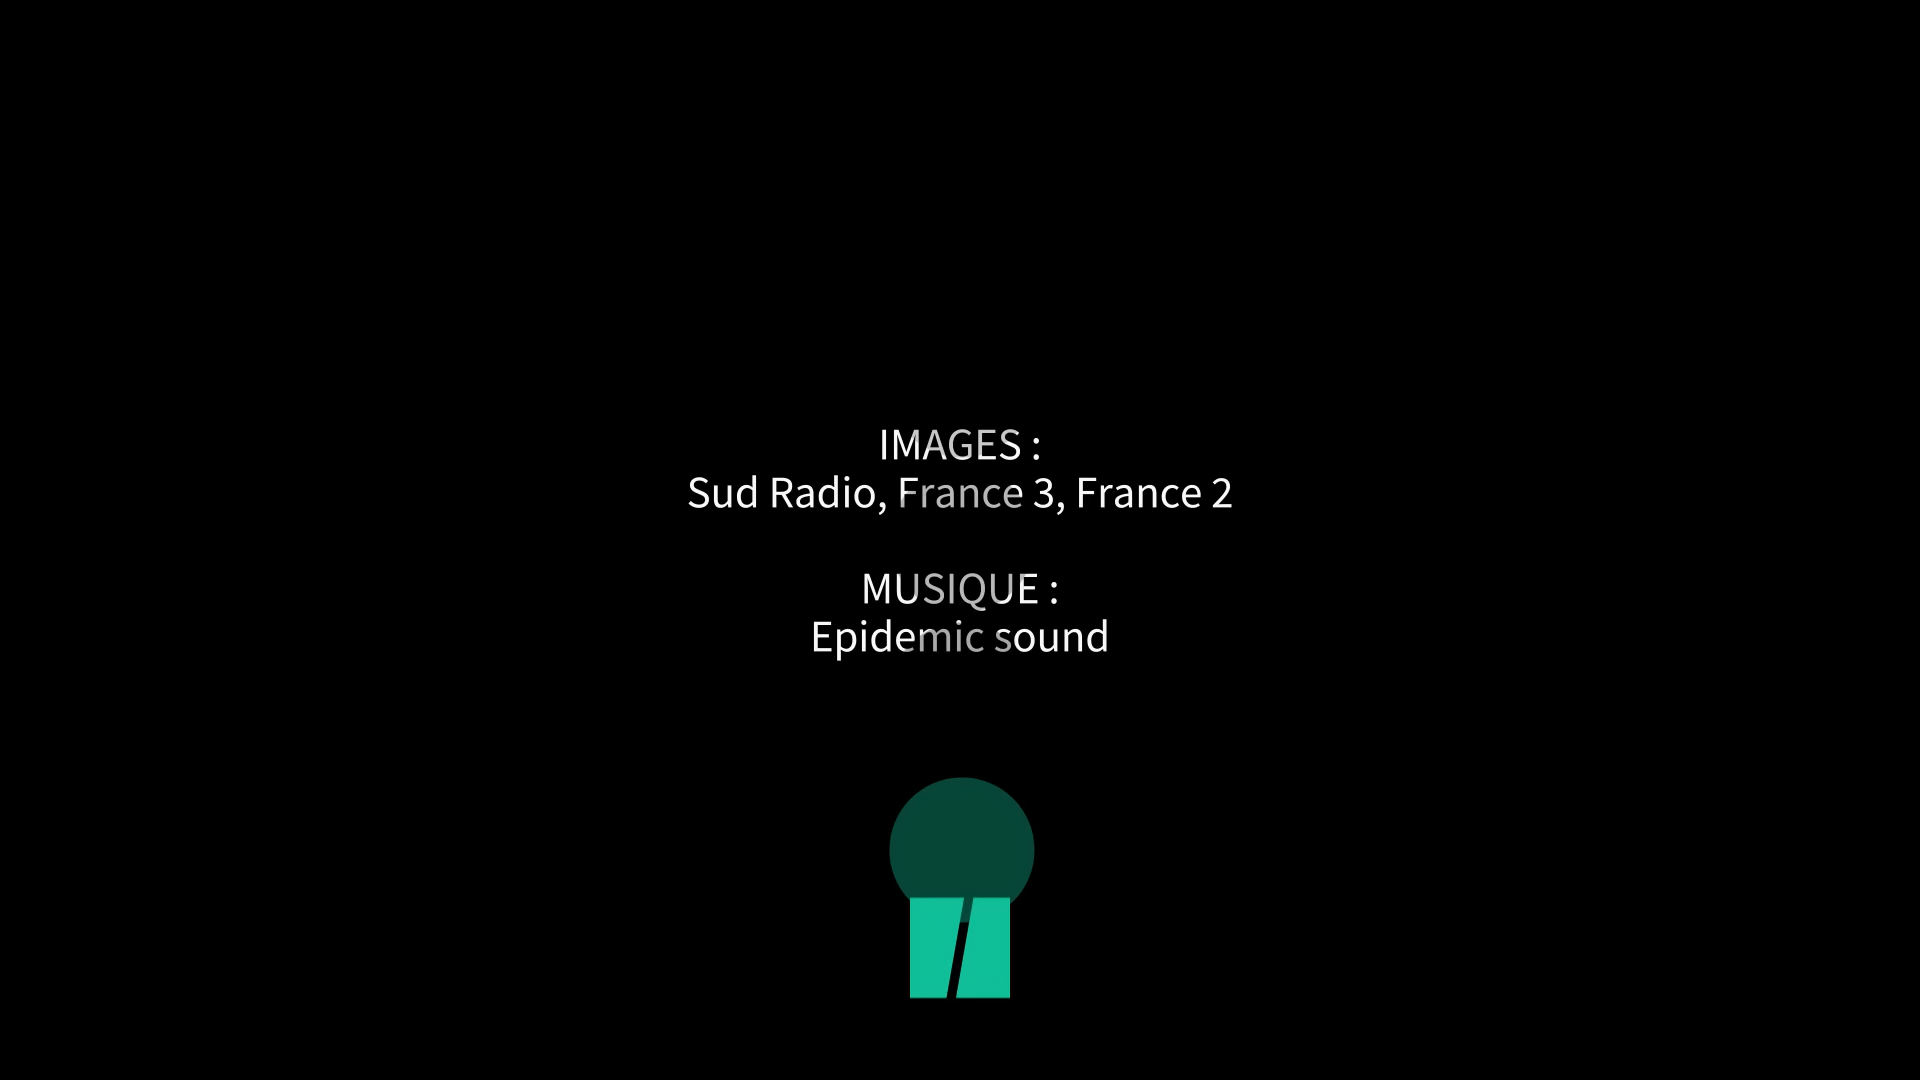 IMAGES :
Sud Radio, France 3, France 2
MUSIQUE :
Epidemic sound